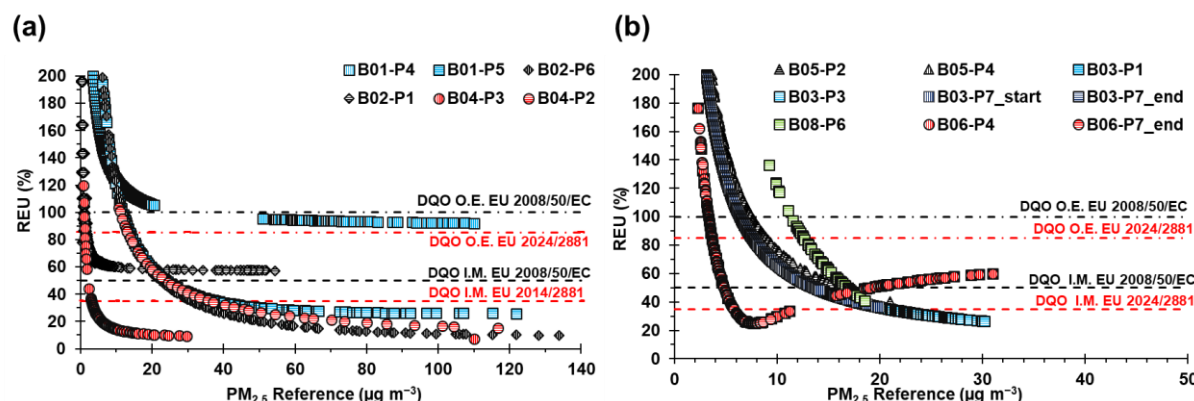 (a)
B01-P4 B01-P5 B02-P6
B02-P1 B04-P3 B04-P2
DQO O.E. EU 2008/50/EC
DQO O.E. EU 2024/2881
DQO I.M. EU 2008/50/EC
DQO I.M. EU 2014/2881
REU (%)
200
180
160
140
120
100
80
60
40
20
0
0 20 40 60 80 100 120 140
PM2.5 Reference (µg m−3)
(b)
B05-P2 B05-P4 B03-P1
B03-P3 B03-P7_start B03-P7_end
B08-P6 B06-P4 B06-P7_end
DQO O.E. EU 2008/50/EC
DQO O.E. EU 2024/2881
DQO I.M. EU 2008/50/EC
DQO I.M. EU 2024/2881
REU (%)
200
180
160
140
120
100
80
60
40
20
0
0 10 20 30 40 50
PM2.5 Reference (µg m−3)